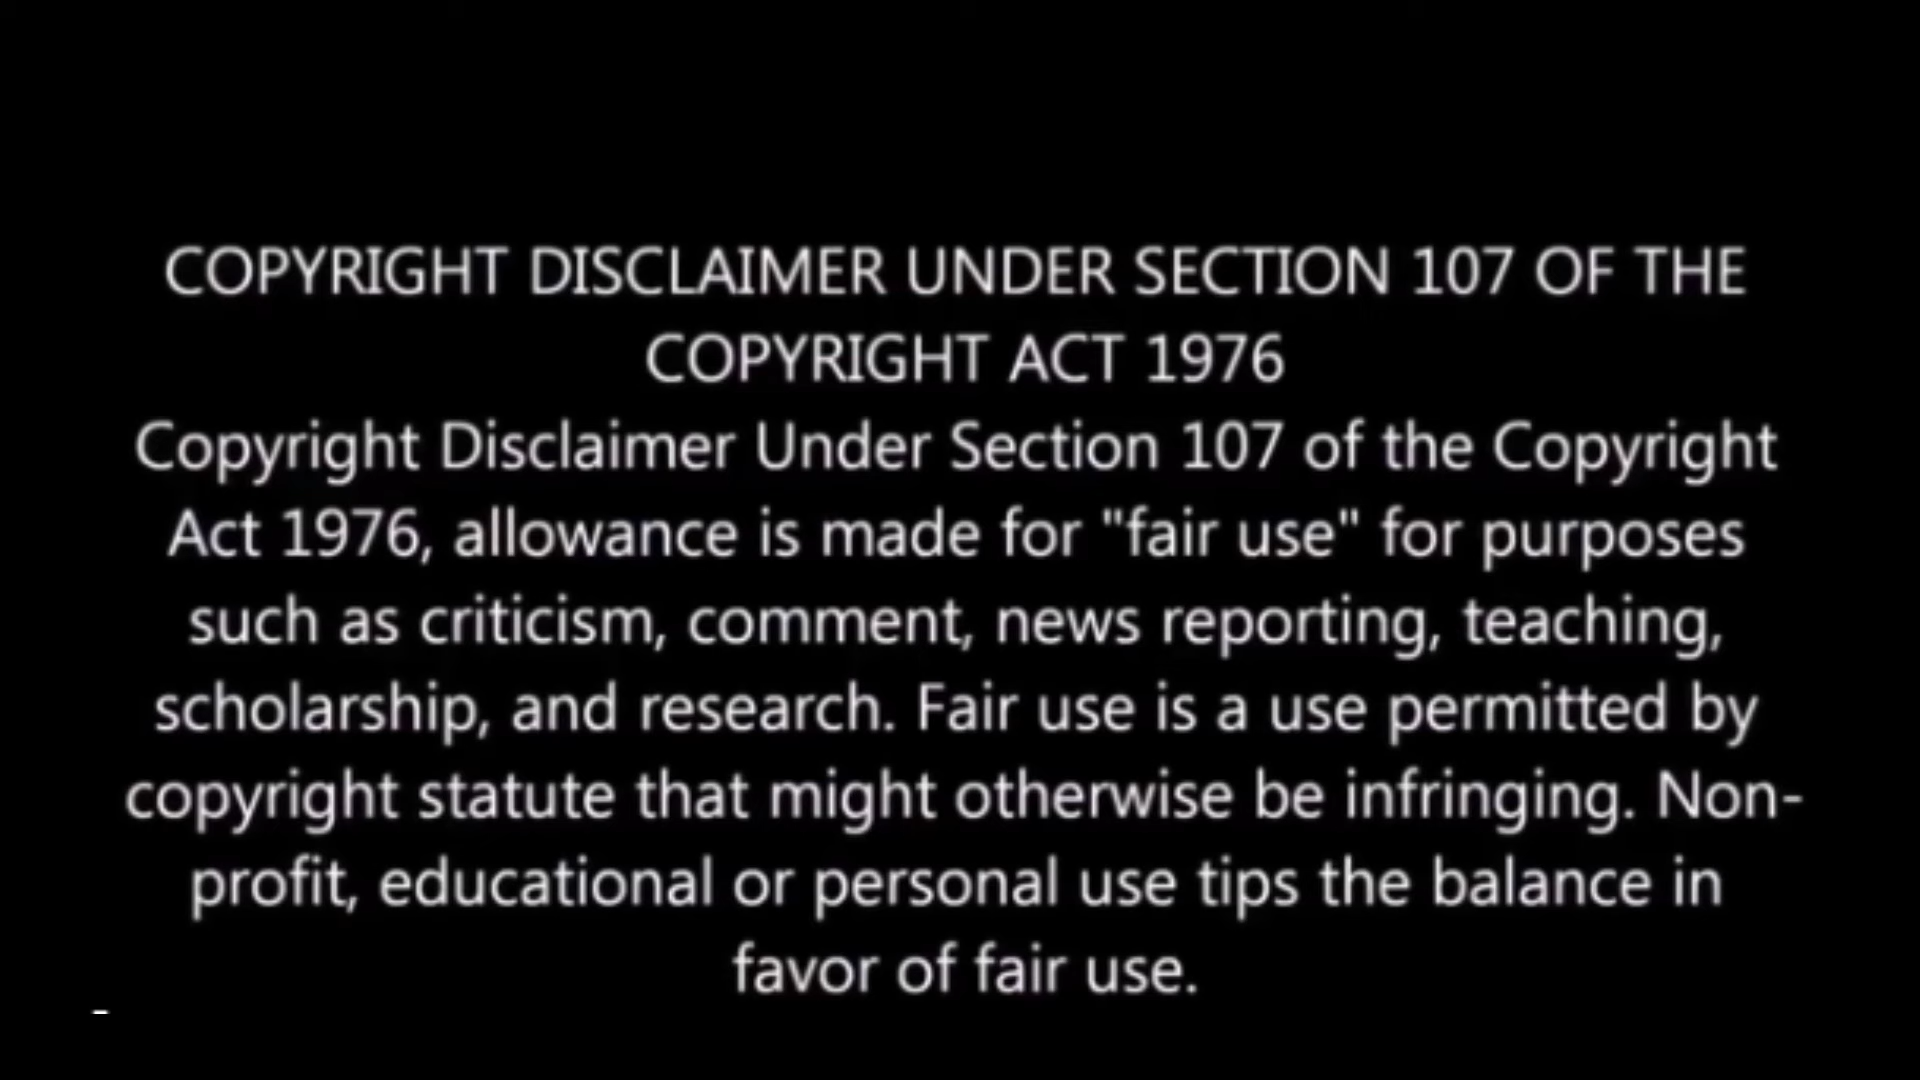 COPYRIGHT DISCLAIMER UNDER SECTION 107 OF THE
COPYRIGHT ACT 1976
Copyright Disclaimer Under Section 107 of the Copyright
Act 1976, allowance is made for "fair use" for purposes
such as criticism, comment, news reporting, teaching,
scholarship, and research. Fair use is a use permitted by
copyright statute that might otherwise be infringing. Non-
profit, educational or personal use tips the balance in
favor of fair use.